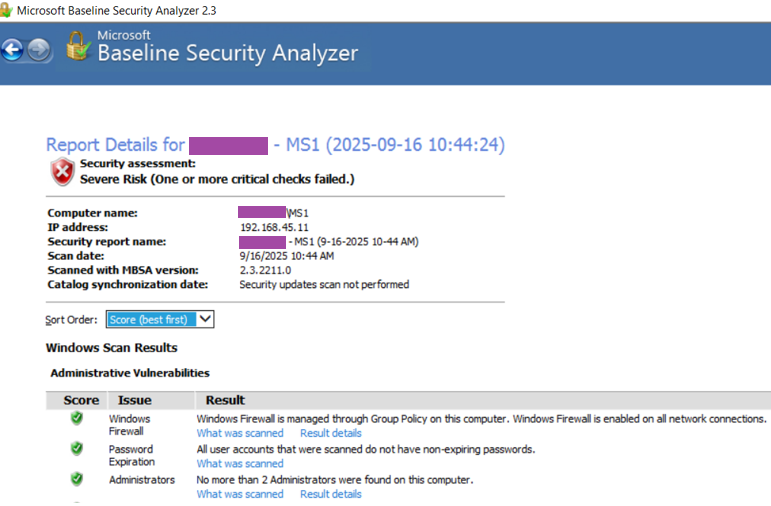 Microsoft Baseline Security Analyzer 2.3
Microsoft
Baseline Security Analyzer
Report Details for - MS1 (2025-09-16 10:44:24)
Security assessment:
Severe Risk (One or more critical checks failed.)
Computer name: \MS1
IP address: 192.168.45.11
Security report name: - MS1 (9-16-2025 10-44 AM)
Scan date: 9/16/2025 10:44 AM
Scanned with MBSA version: 2.3.2211.0
Catalog synchronization date: Security updates scan not performed
Sort Order: Score (best first)
Windows Scan Results
Administrative Vulnerabilities
Score Issue Result
Windows Firewall Windows Firewall is managed through Group Policy on this computer. Windows Firewall is enabled on all network connections.
What was scanned Result details
Password Expiration All user accounts that were scanned do not have non-expiring passwords.
What was scanned
Administrators No more than 2 Administrators were found on this computer.
What was scanned Result details